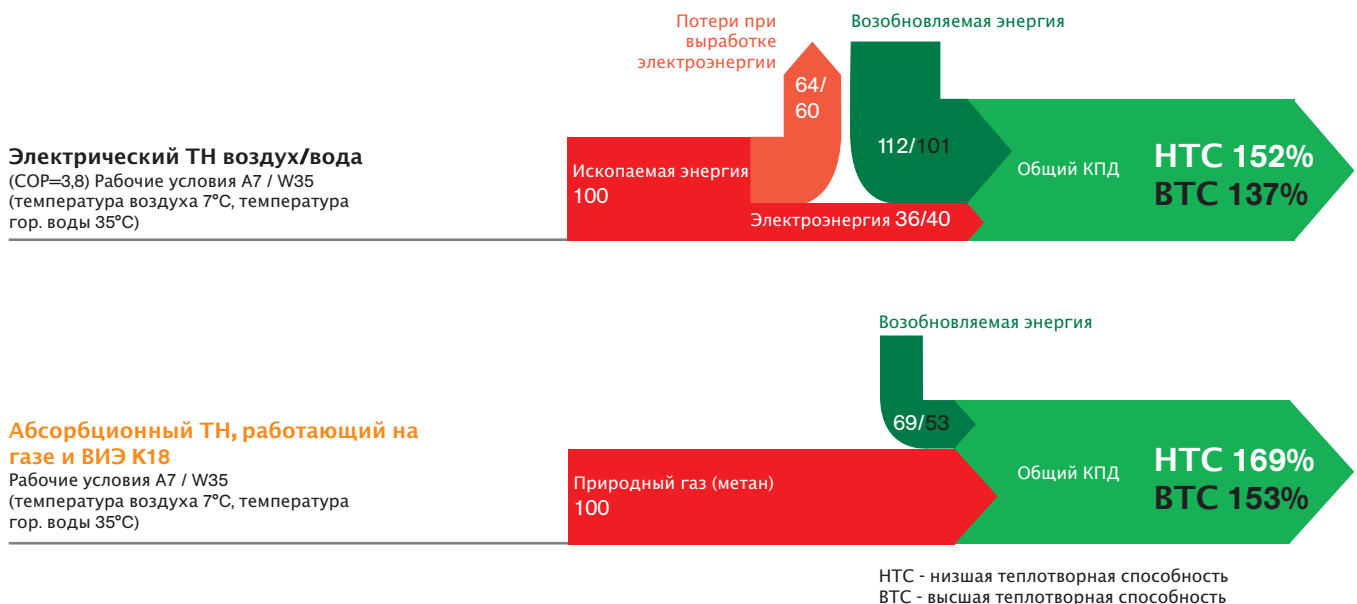 Потери при
выработке
электроэнергии
Возобновляемая энергия
64/
60
Электрический ТН воздух/вода
(COP=3,8) Рабочие условия A7 / W35
(температура воздуха 7°C, температура
гор. воды 35°C)
Ископаемая энергия
100
112/101
Общий КПД
НТС 152%
ВТС 137%
Электроэнергия 36/40
Возобновляемая энергия
Абсорбционный ТН, работающий на
газе и ВИЭ K18
Рабочие условия A7 / W35
(температура воздуха 7°C, температура
гор. воды 35°C)
69/53
Природный газ (метан)
100
Общий КПД
НТС 169%
ВТС 153%
НТС - низшая теплотворная способность
ВТС - высшая теплотворная способность